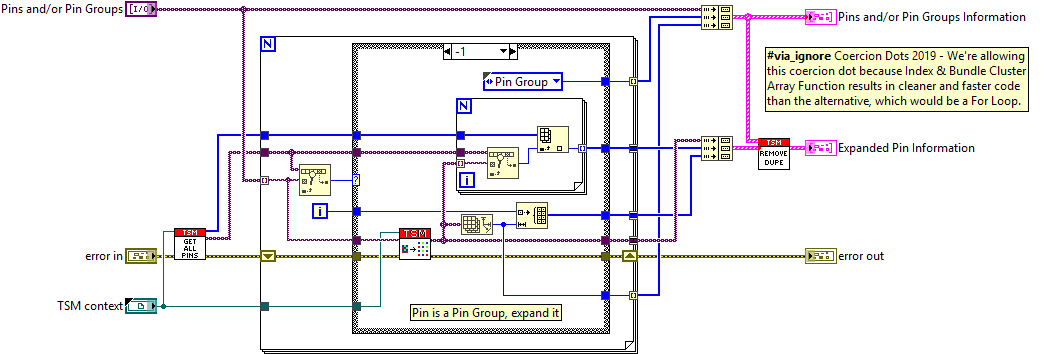 Pins and/or Pin Groups
I/O
Pins and/or Pin Groups Information
N
-1
#via_ignore Coercion Dots 2019 - We're allowing
this coercion dot because Index & Bundle Cluster
Array Function results in cleaner and faster code
than the alternative, which would be a For Loop.
Pin Group
N
TSM
REMOVE
DUPE
Expanded Pin Information
?
i
i
TSM
GET
ALL
PINS
TSM
error in
error out
TSM context
Pin is a Pin Group, expand it